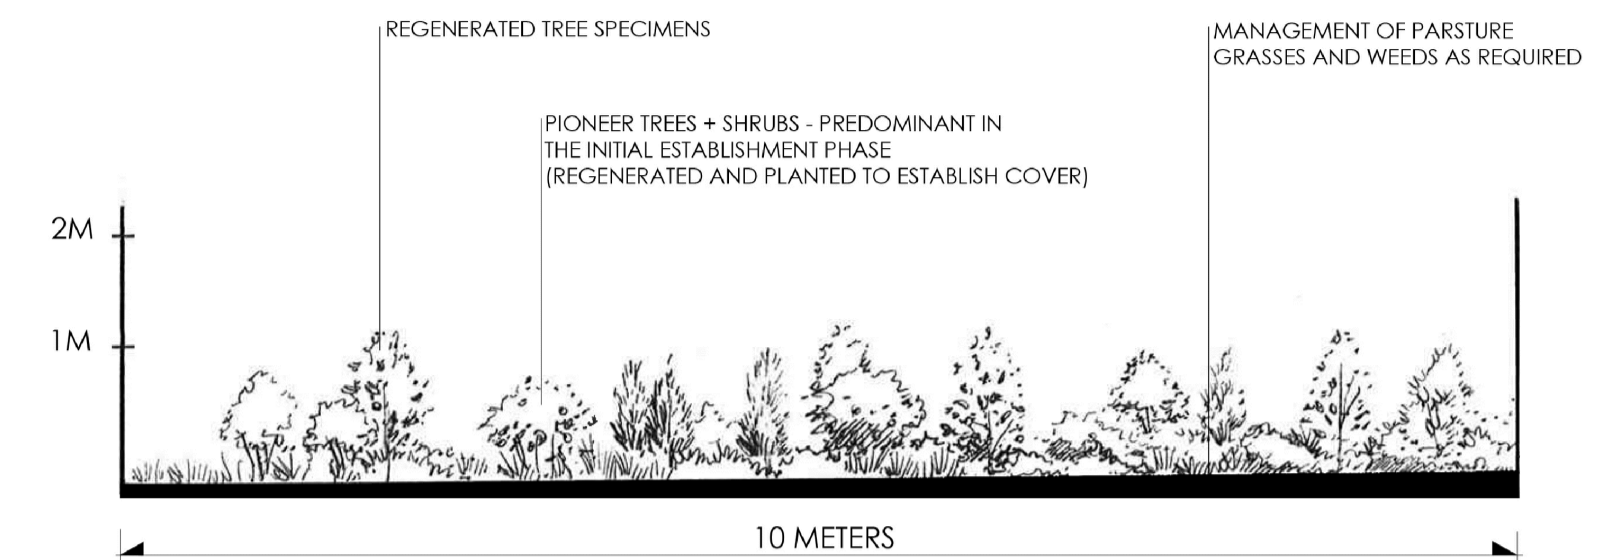 REGENERATED TREE SPECIMENS
MANAGEMENT OF PARSTURE
GRASSES AND WEEDS AS REQUIRED
PIONEER TREES + SHRUBS - PREDOMINANT IN
THE INITIAL ESTABLISHMENT PHASE
(REGENERATED AND PLANTED TO ESTABLISH COVER)
2M
1M
10 METERS